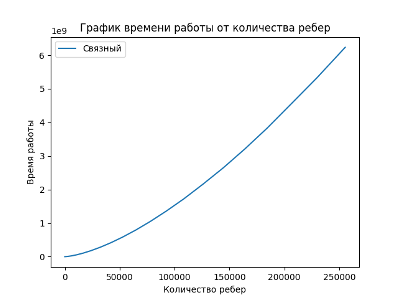 График времени работы от количества ребер
1e9
Связный
6
5
4
3
2
1
0
Время работы
0 50000 100000 150000 200000 250000
Количество ребер